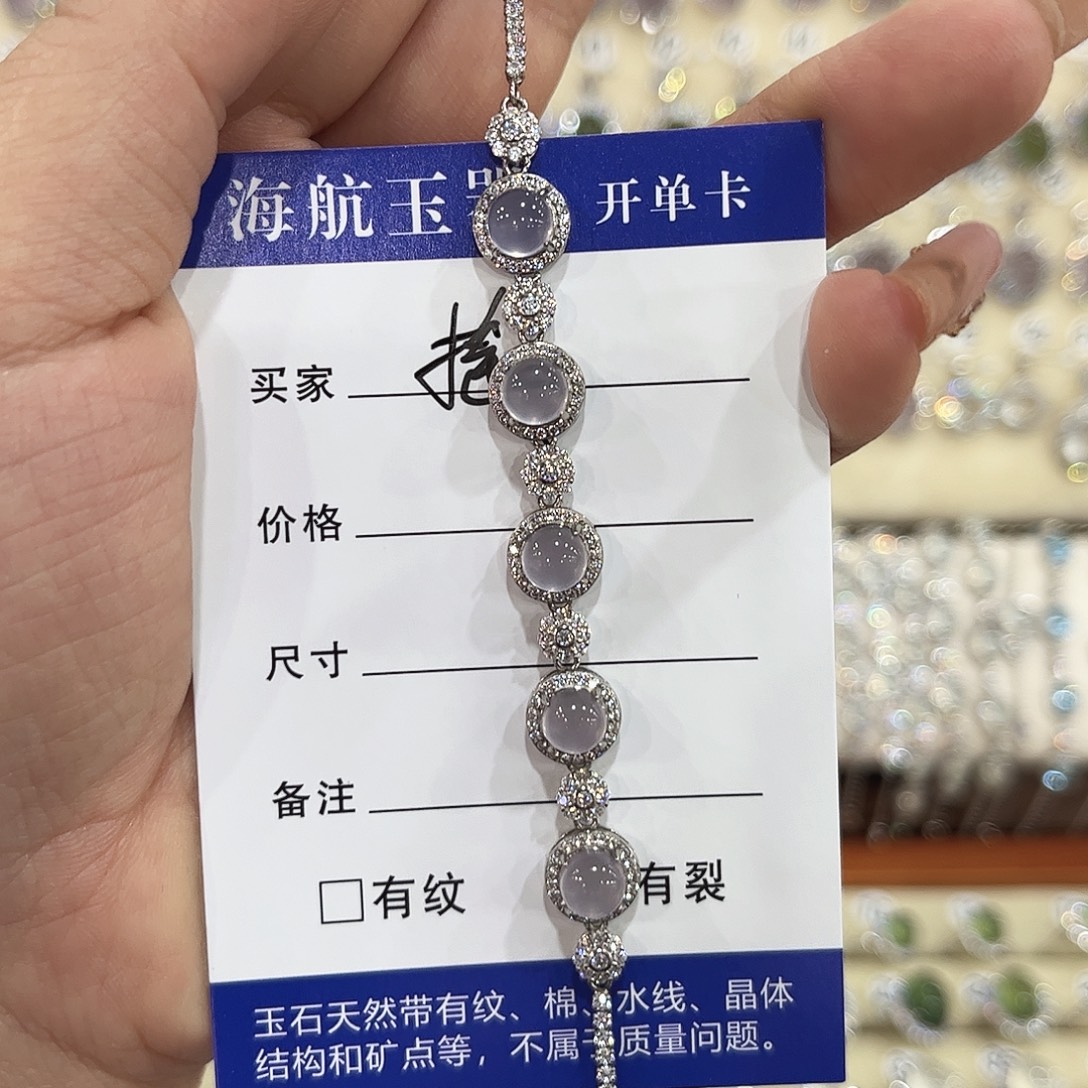 海航玉 开单卡
买家
价格
尺寸
备注
□有纹 有裂
玉石天然带有纹、棉、水线、晶体
结构和矿点等，不属于质量问题。